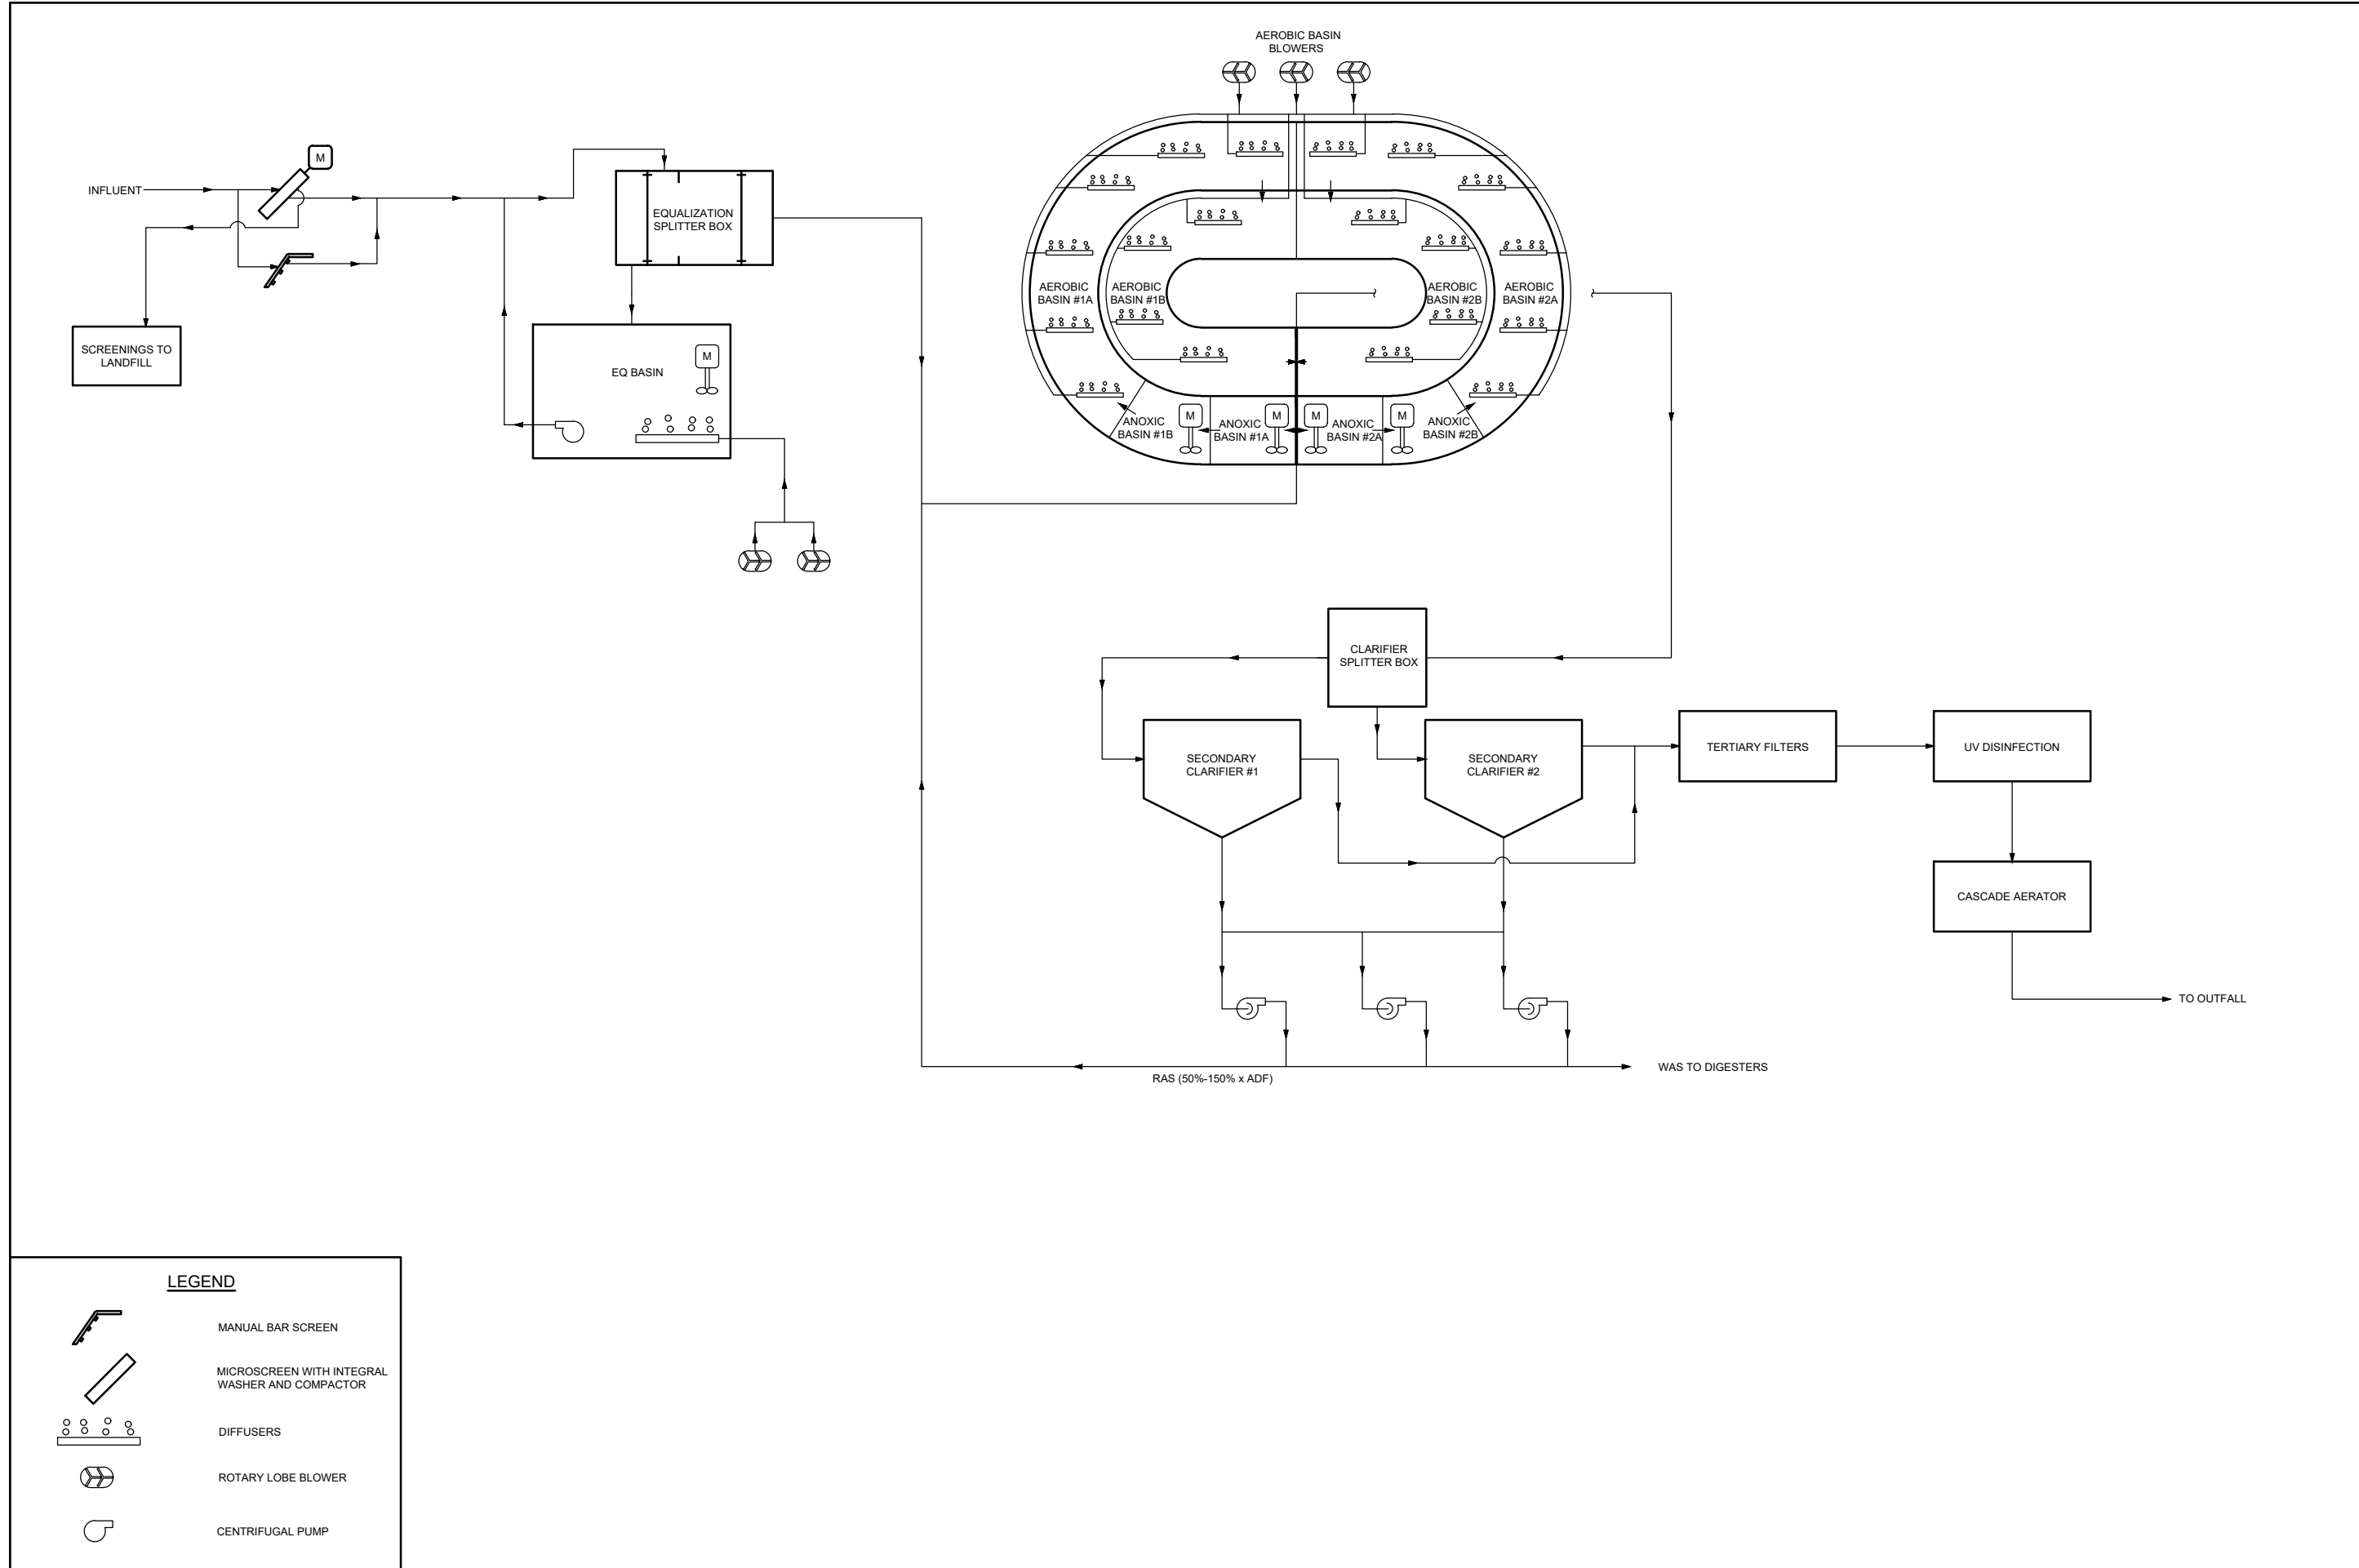 AEROBIC BASIN
BLOWERS
M
INFLUENT
EQUALIZATION
SPLITTER BOX
SCREENINGS TO
LANDFILL
EQ BASIN
M
AEROBIC
BASIN #1A
AEROBIC
BASIN #1B
AEROBIC
BASIN #2B
AEROBIC
BASIN #2A
ANOXIC
BASIN #1B
M
ANOXIC
BASIN #1A
M
M
ANOXIC
BASIN #2A
M
ANOXIC
BASIN #2B
CLARIFIER
SPLITTER BOX
SECONDARY
CLARIFIER #1
SECONDARY
CLARIFIER #2
TERTIARY FILTERS
UV DISINFECTION
CASCADE AERATOR
TO OUTFALL
WAS TO DIGESTERS
RAS (50%-150% x ADF)
LEGEND
MANUAL BAR SCREEN
MICROSCREEN WITH INTEGRAL
WASHER AND COMPACTOR
DIFFUSERS
ROTARY LOBE BLOWER
CENTRIFUGAL PUMP